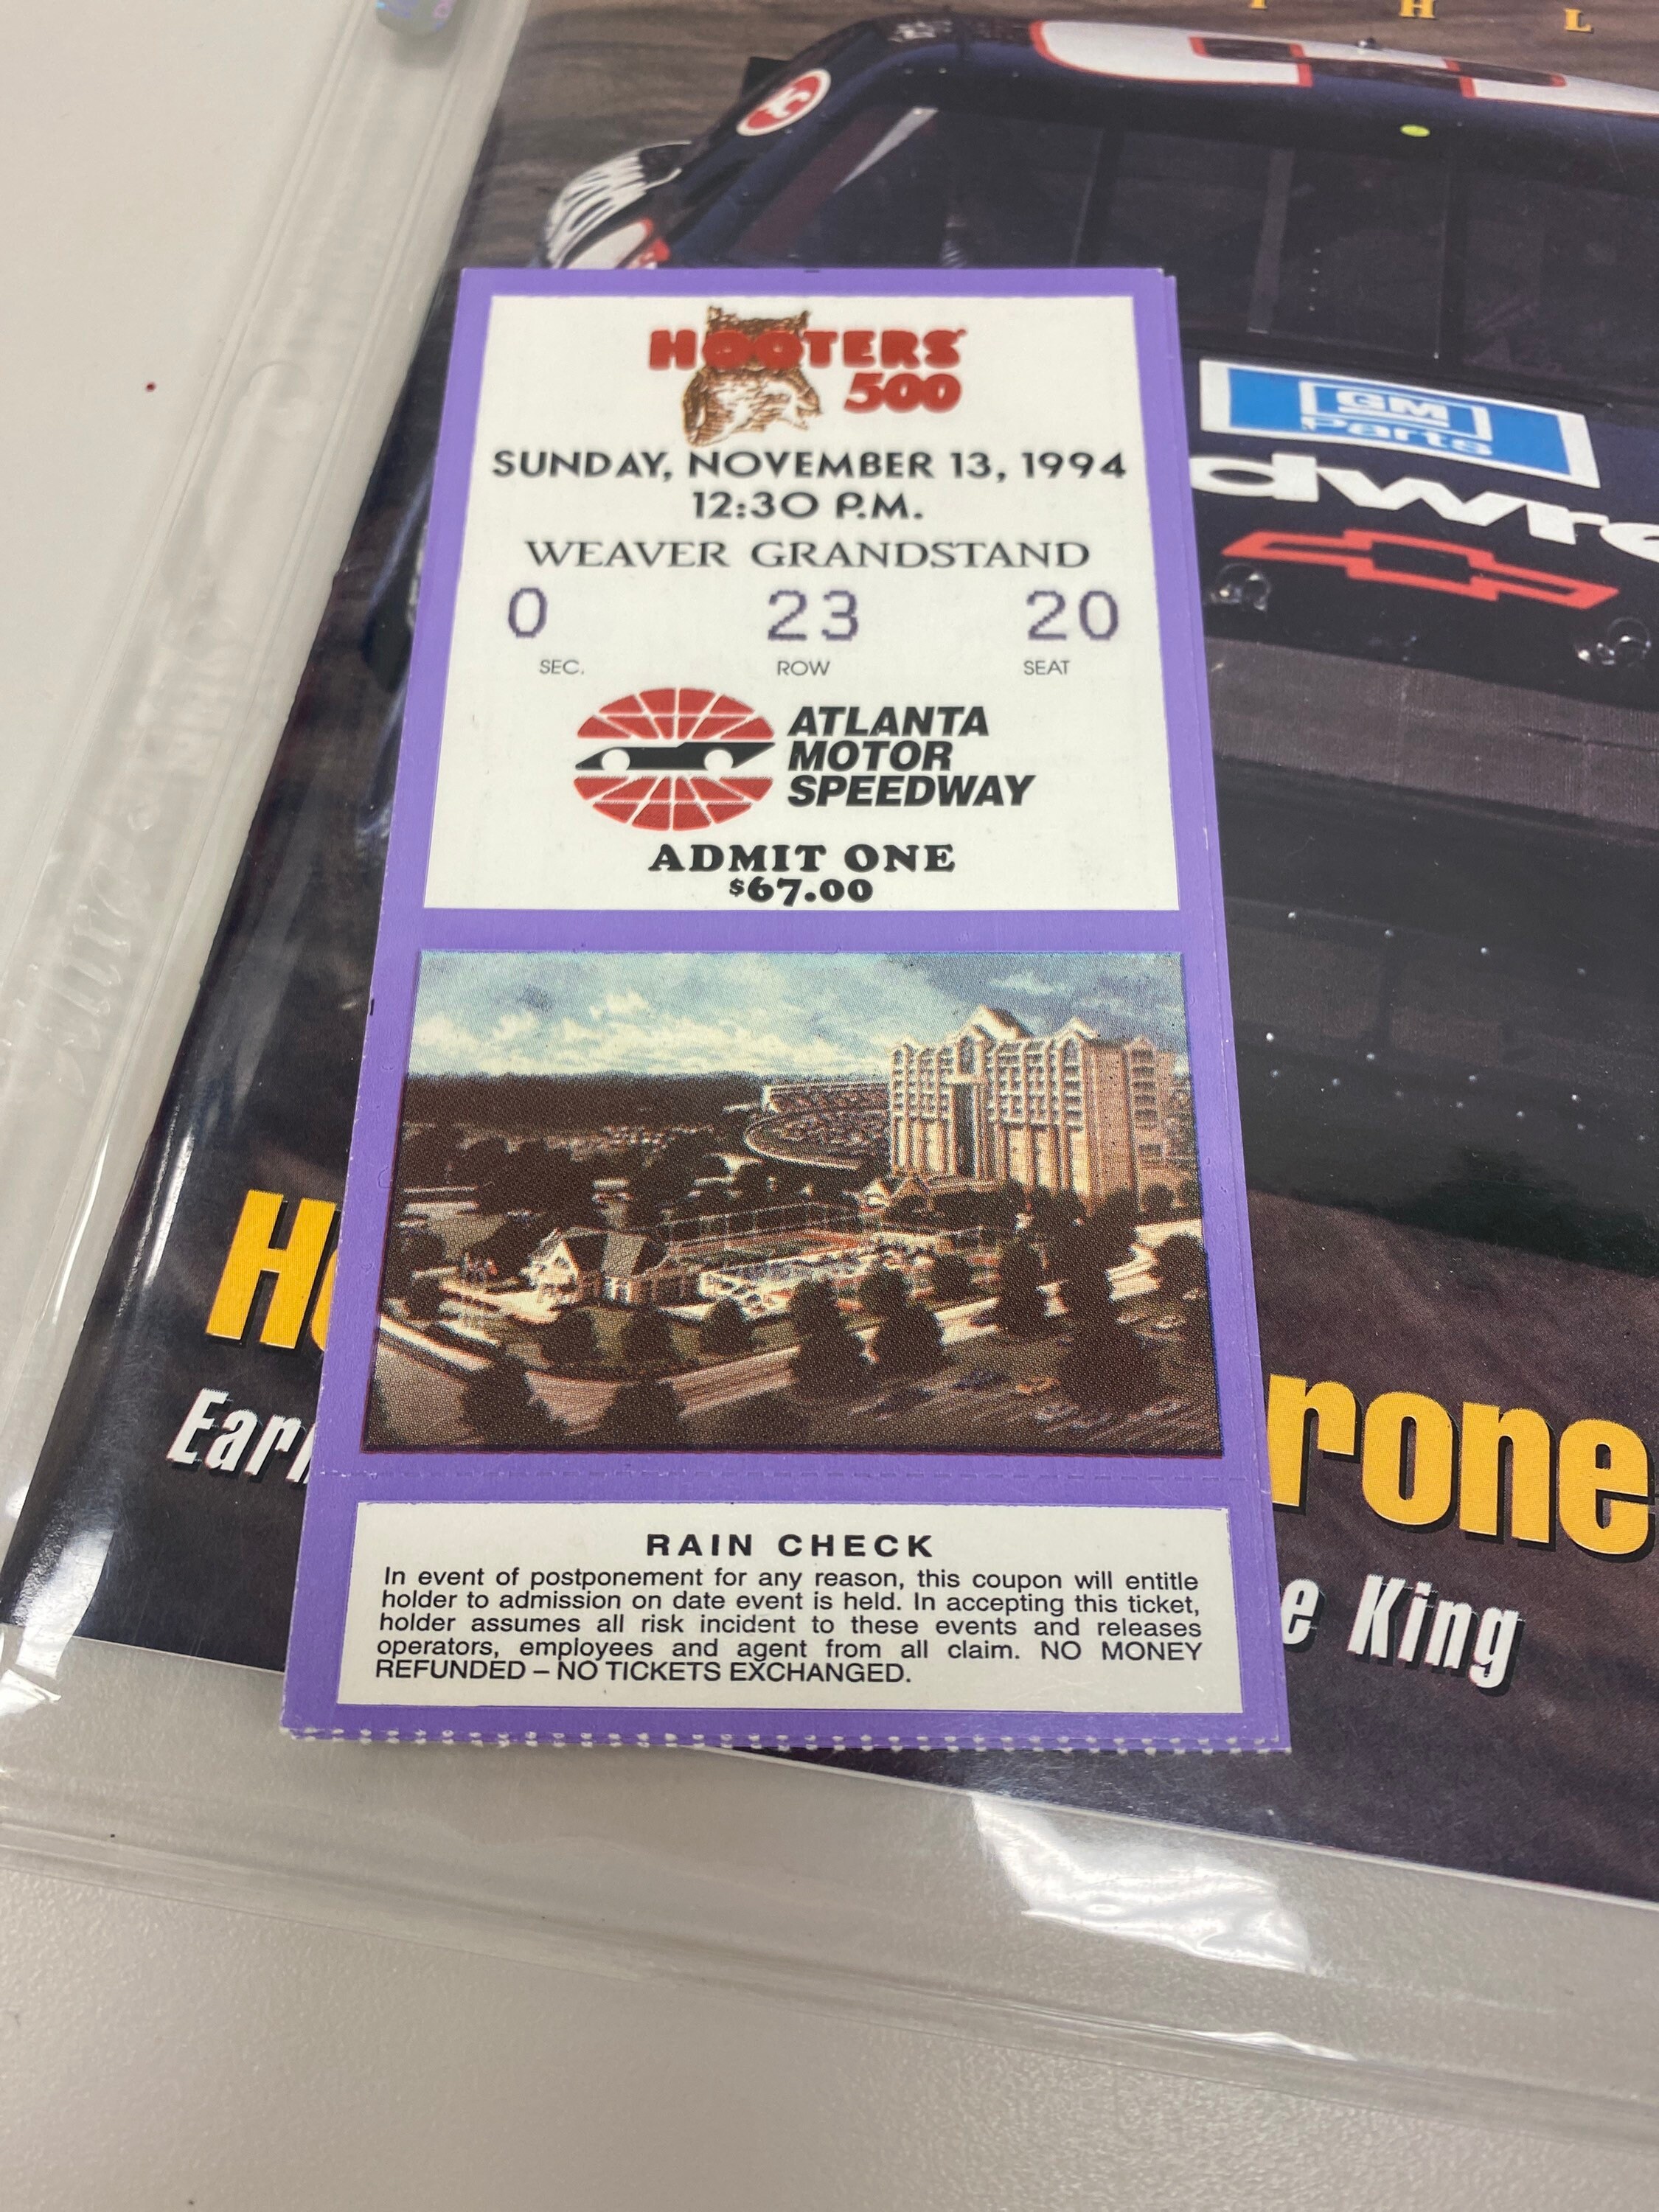 T H L
GM
Parts
dwre
HOOTERS
500
SUNDAY, NOVEMBER 13, 1994
12:30 P.M.
WEAVER GRANDSTAND
0 23 20
SEC. ROW SEAT
ATLANTA
MOTOR
SPEEDWAY
ADMIT ONE
$67.00
RAIN CHECK
In event of postponement for any reason, this coupon will entitle
holder to admission on date event is held. In accepting this ticket,
holder assumes all risk incident to these events and releases
operators, employees and agent from all claim. NO MONEY
REFUNDED – NO TICKETS EXCHANGED.
H rone
Earn e King